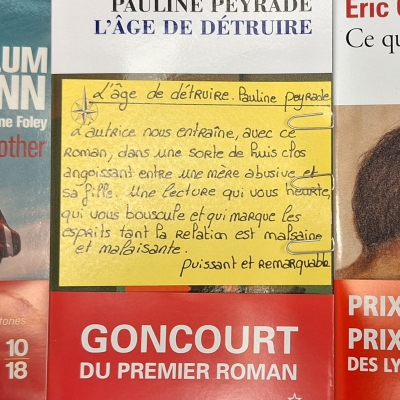 PAULINE PEYRADE
L'ÂGE DE DÉTRUIRE
L'âge de détruire. Pauline Peyrade
L'autrice nous entraîne, avec ce
roman, dans une sorte de huis clos
angoissant entre une mère abusive et
sa fille. Une lecture qui vous heurte,
qui vous bouscule et qui marque les
esprits tant la relation est malsaine
et malaisante.
Puissant et remarquable
GONCOURT
DU PREMIER ROMAN
LUM
NN
ne Foley
other
tones
10
18
Eric
Ce qu
PRIX
PRIX
DES LY